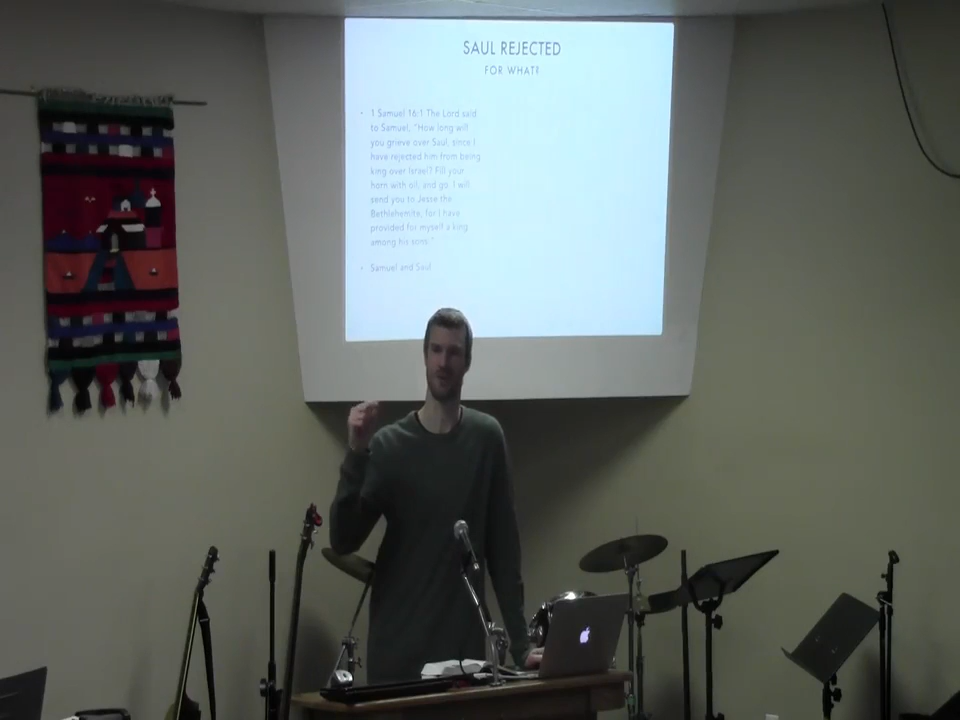 SAUL REJECTED
FOR WHAT?
1 Samuel 16:1 The Lord said
to Samuel, "How long will
you grieve over Saul, since I
have rejected him from being
king over Israel? Fill your
horn with oil, and go. I will
send you to Jesse the
Bethlehemite, for I have
provided for myself a king
among his sons."
Samuel and Saul